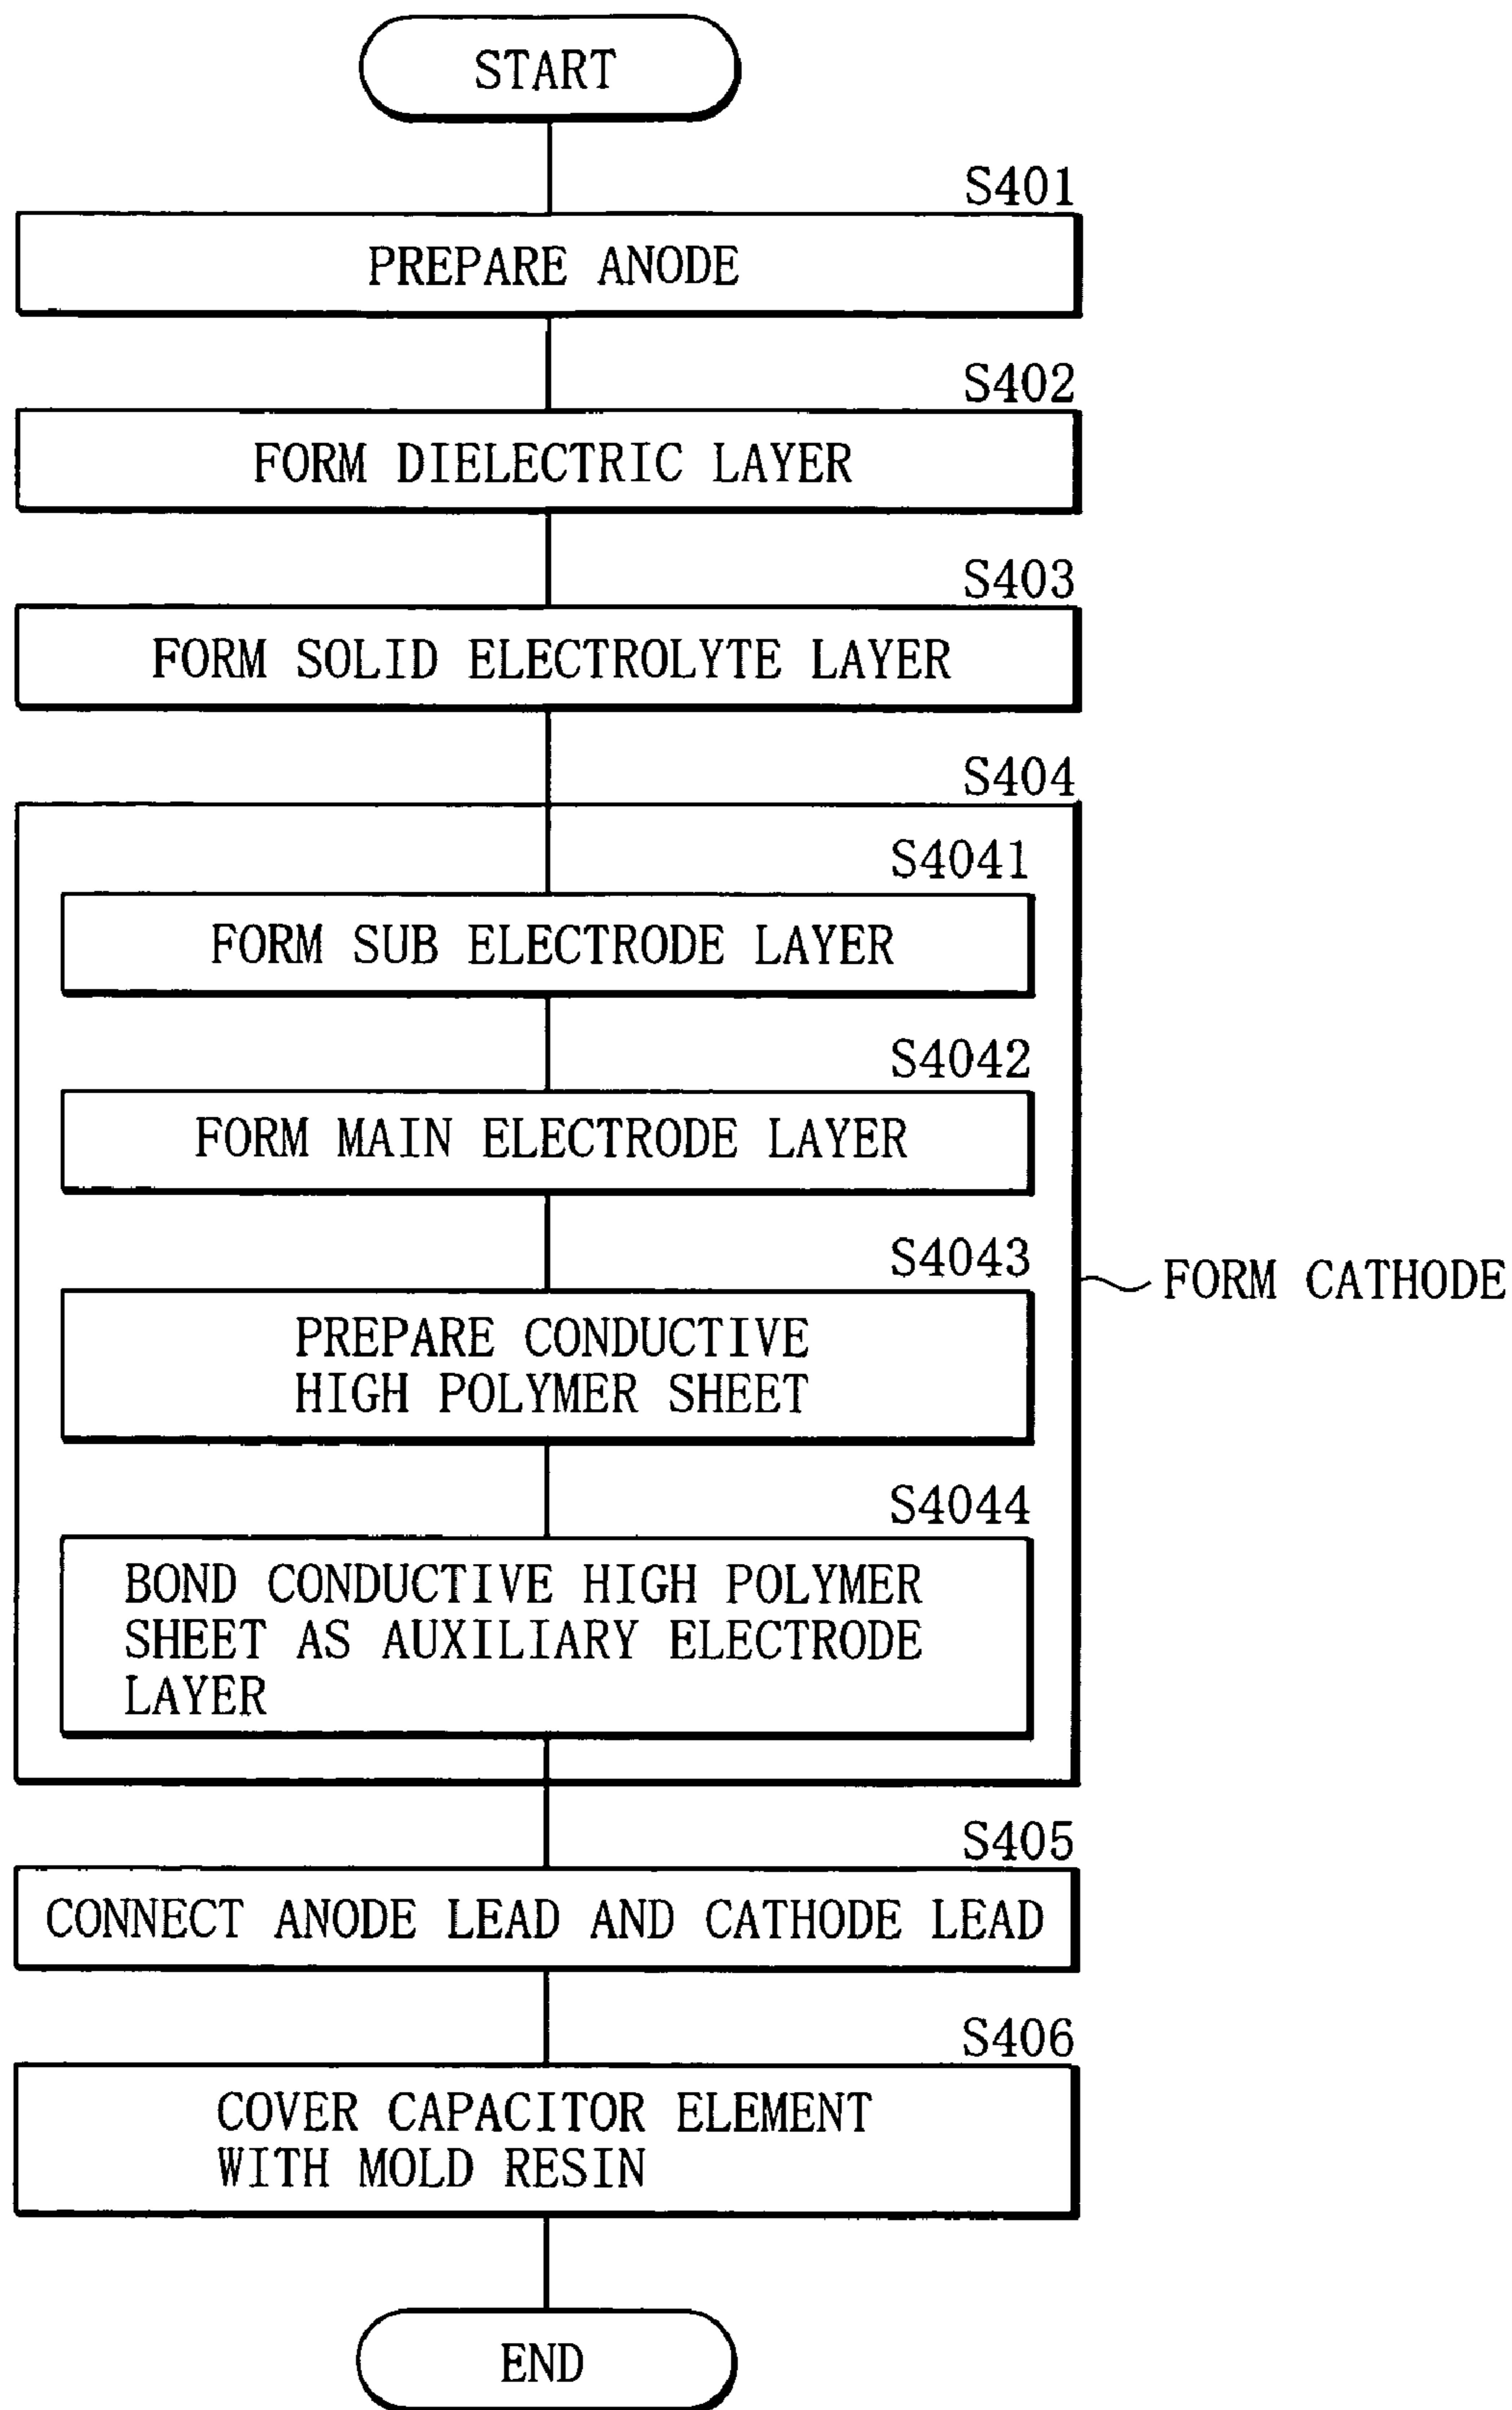 START
S401
PREPARE ANODE
S402
FORM DIELECTRIC LAYER
S403
FORM SOLID ELECTROLYTE LAYER
S404
S4041
FORM SUB ELECTRODE LAYER
S4042
FORM MAIN ELECTRODE LAYER
S4043
FORM CATHODE
PREPARE CONDUCTIVE
HIGH POLYMER SHEET
S4044
BOND CONDUCTIVE HIGH POLYMER
SHEET AS AUXILIARY ELECTRODE
LAYER
S405
CONNECT ANODE LEAD AND CATHODE LEAD
S406
COVER CAPACITOR ELEMENT
WITH MOLD RESIN
END